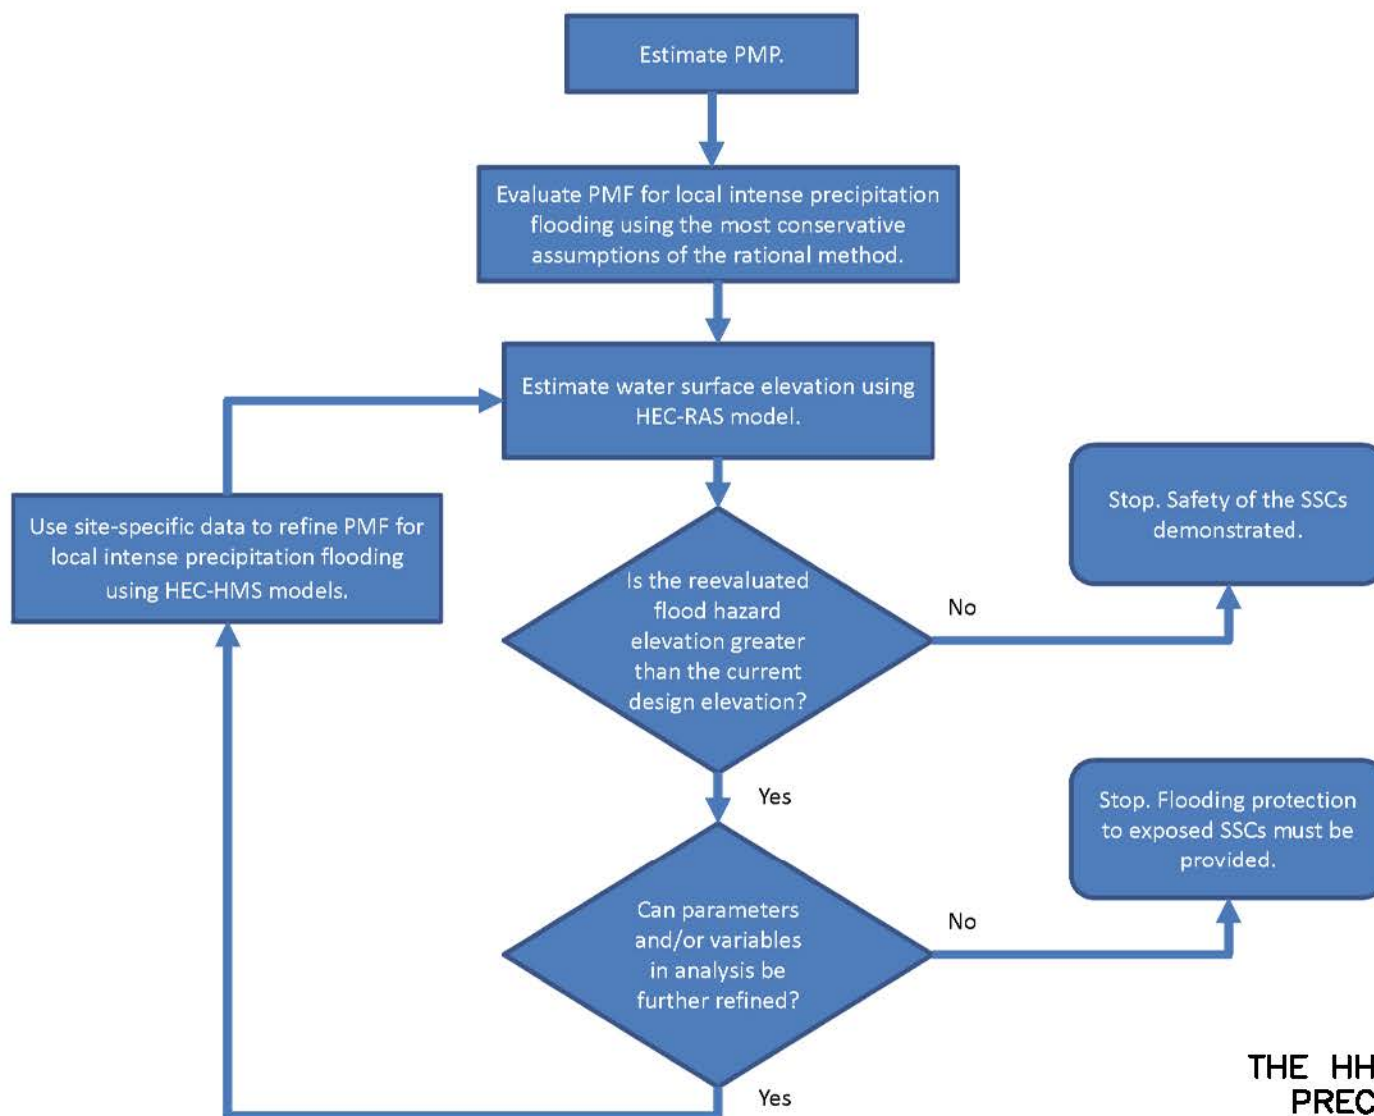 Estimate PMP.
Evaluate PMF for local intense precipitation
flooding using the most conservative
assumptions of the rational method.
Estimate water surface elevation using
HEC-RAS model.
Use site-specific data to refine PMF for
local intense precipitation flooding
using HEC-HMS models.
Stop. Safety of the SSCs
demonstrated.
Is the reevaluated
flood hazard
elevation greater
than the current
design elevation?
No
Yes
Stop. Flooding protection
to exposed SSCs must be
provided.
Can parameters
and/or variables
in analysis be
further refined?
No
Yes
THE HH
PREC